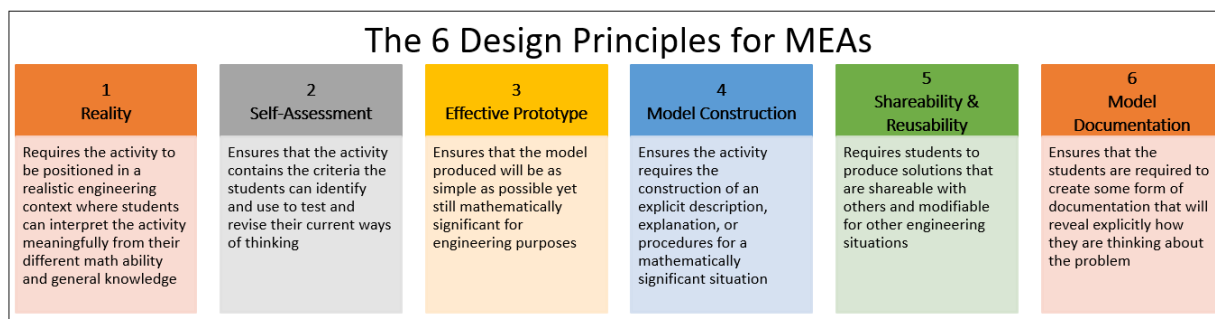 The 6 Design Principles for MEAs
1
Reality
Requires the activity to
be positioned in a
realistic engineering
context where students
can interpret the activity
meaningfully from their
different math ability
and general knowledge
2
Self-Assessment
Ensures that the activity
contains the criteria the
students can identify
and use to test and
revise their current ways
of thinking
3
Effective Prototype
Ensures that the model
produced will be as
simple as possible yet
still mathematically
significant for
engineering purposes
4
Model Construction
Ensures the activity
requires the
construction of an
explicit description,
explanation, or
procedures for a
mathematically
significant situation
5
Shareability &
Reusability
Requires students to
produce solutions that
are shareable with
others and modifiable
for other engineering
situations
6
Model
Documentation
Ensures that the
students are required to
create some form of
documentation that will
reveal explicitly how
they are thinking about
the problem